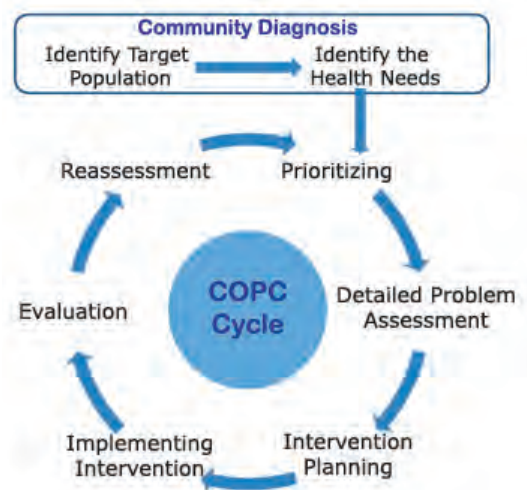 Community Diagnosis
Identify Target
Population
Identify the
Health Needs
Prioritizing
Detailed Problem
Assessment
Intervention
Planning
Implementing
Intervention
Evaluation
Reassessment
COPC
Cycle